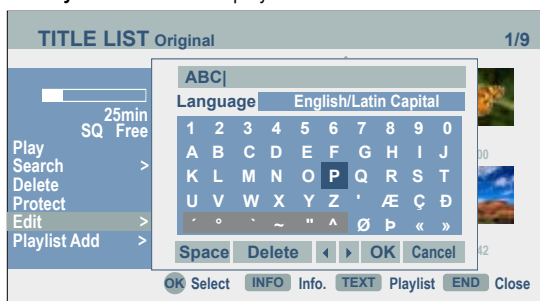 TITLE LIST Original 1/9
ABC|
Language English/Latin Capital
25min
SQ Free
Play
Search >
Delete
Protect
Edit >
Playlist Add >
1 2 3 4 5 6 7 8 9 0
A B C D E F G H I J
K L M N O P Q R S T
U V W X Y Z ' Æ Ç Ð
´ ° ` ~ " ^ Ø Þ « »
Space Delete ◂ ▸ OK Cancel
00
42
OK Select INFO Info. TEXT Playlist END Close